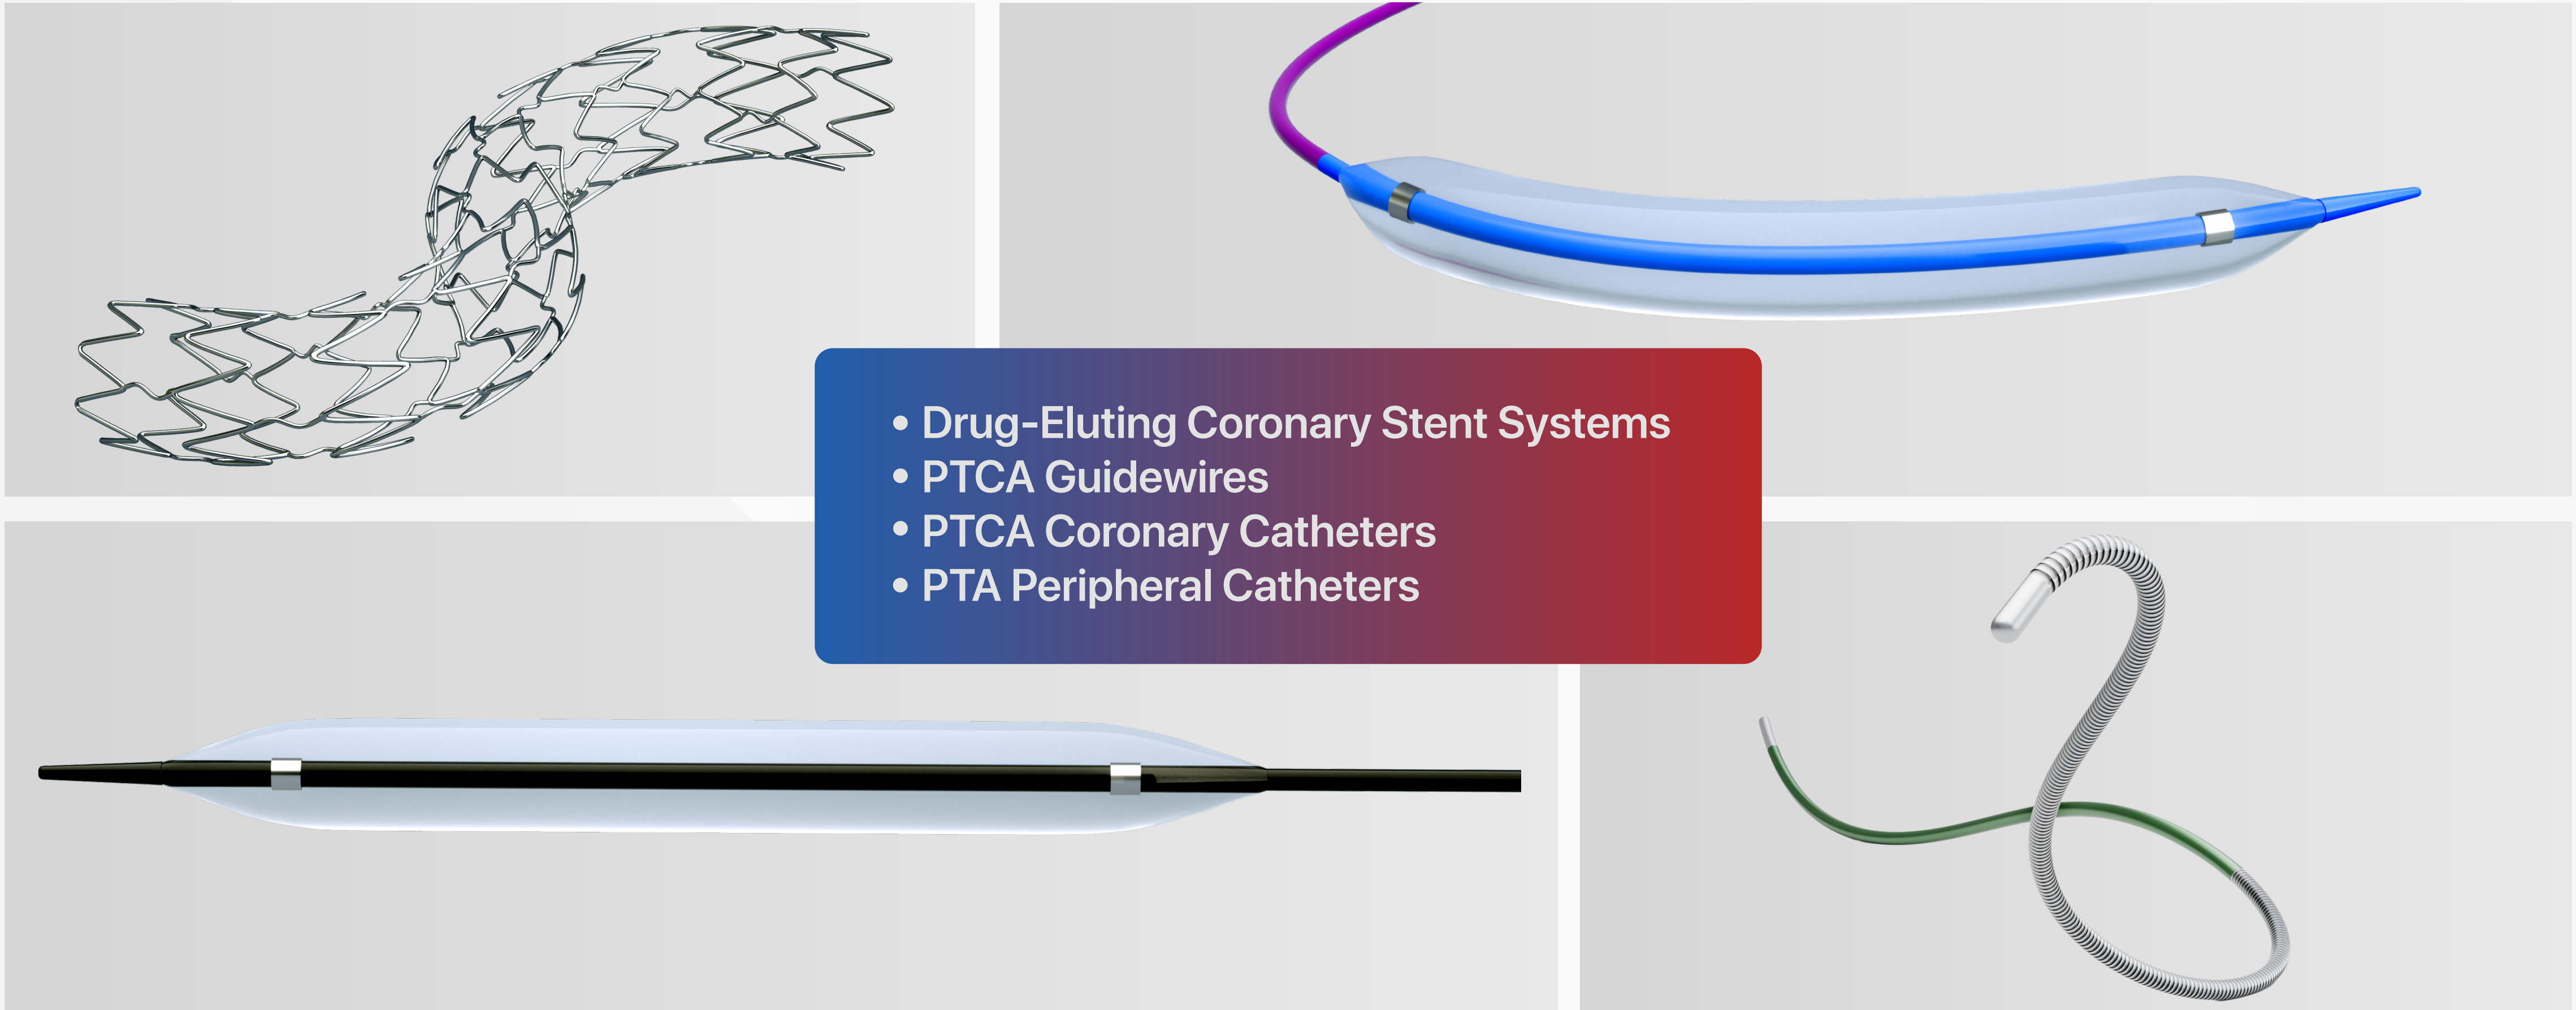 • Drug-Eluting Coronary Stent Systems
• PTCA Guidewires
• PTCA Coronary Catheters
• PTA Peripheral Catheters